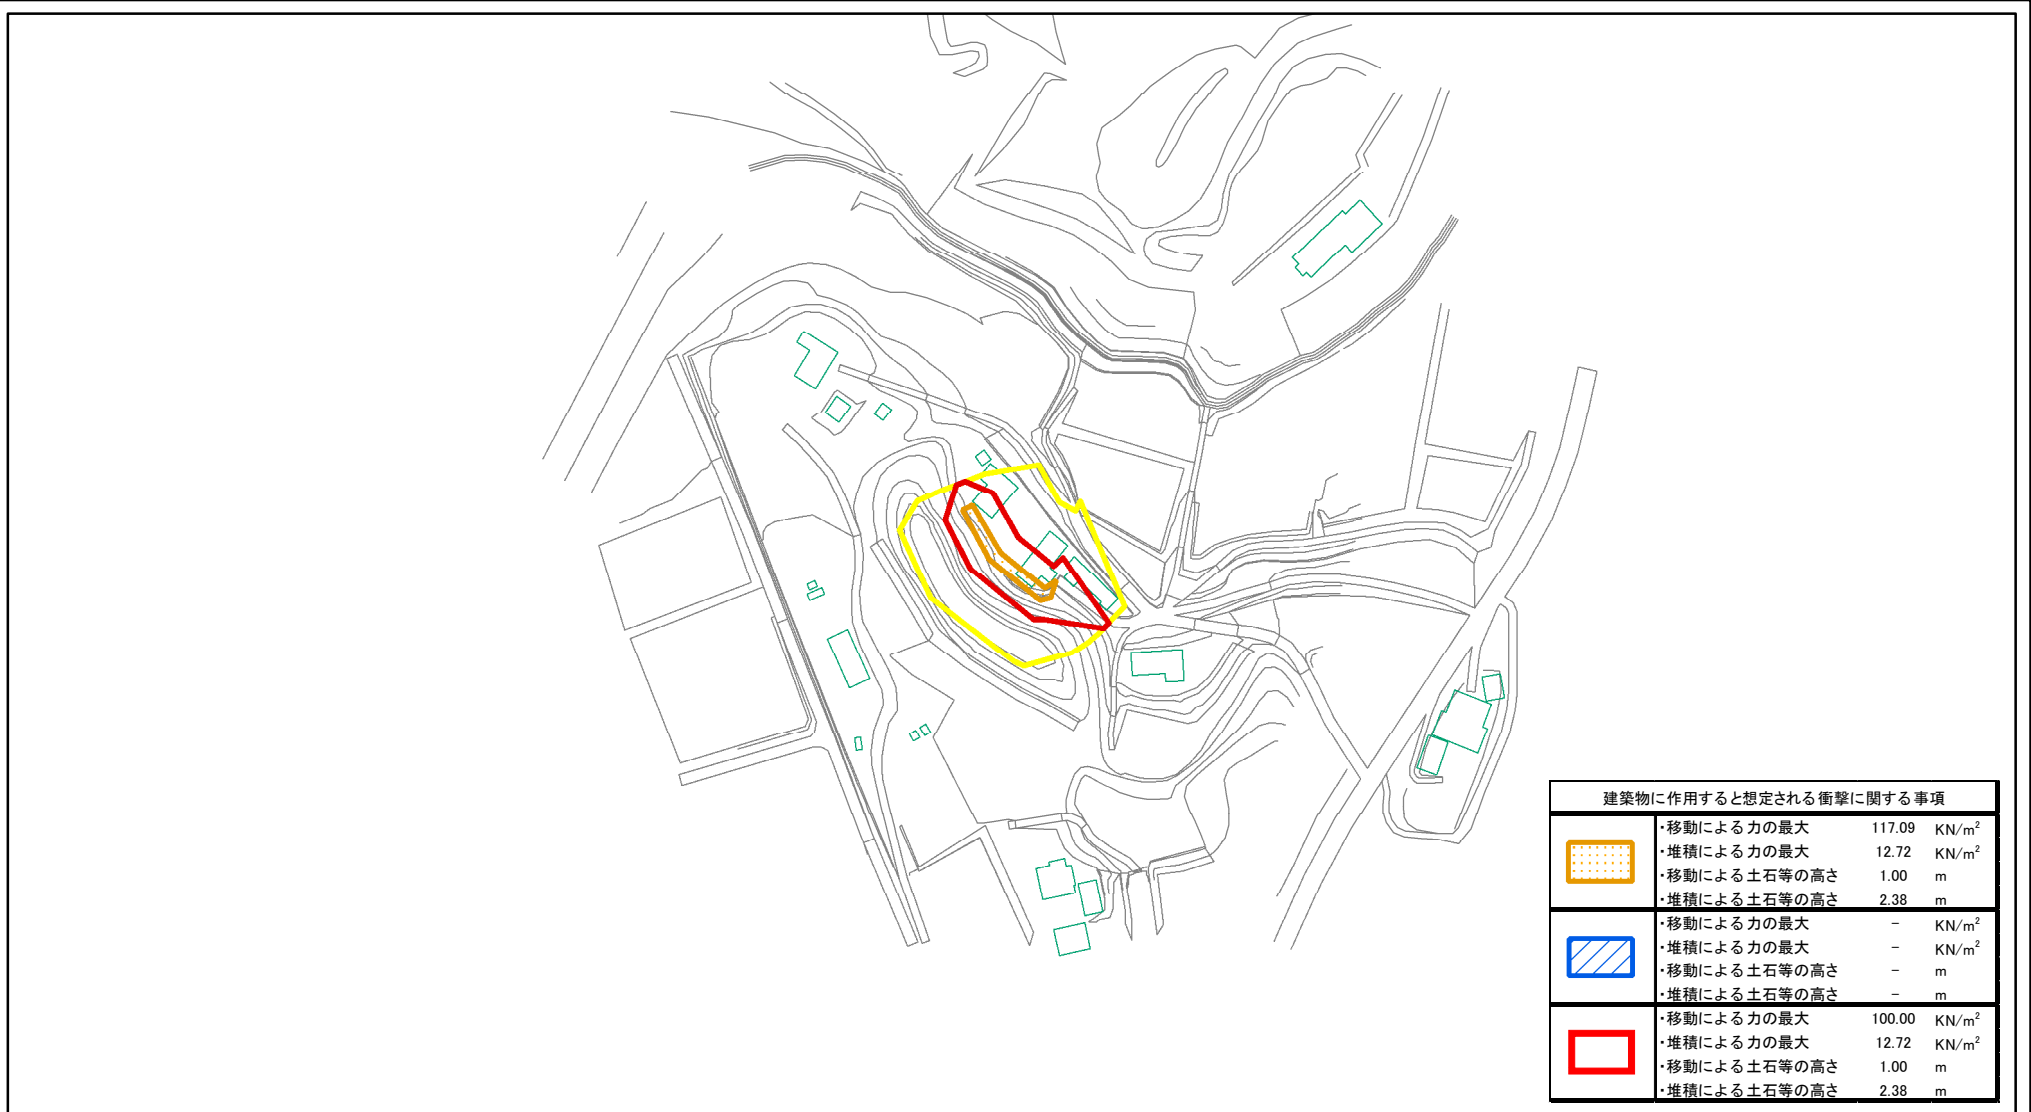 建築物に作用すると想定される衝撃に関する事項
・移動による力の最大 117.09 KN/m²
・堆積による力の最大 12.72 KN/m²
・移動による土石等の高さ 1.00 m
・堆積による土石等の高さ 2.38 m
・移動による力の最大 - KN/m²
・堆積による力の最大 - KN/m²
・移動による土石等の高さ - m
・堆積による土石等の高さ - m
・移動による力の最大 100.00 KN/m²
・堆積による力の最大 12.72 KN/m²
・移動による土石等の高さ 1.00 m
・堆積による土石等の高さ 2.38 m